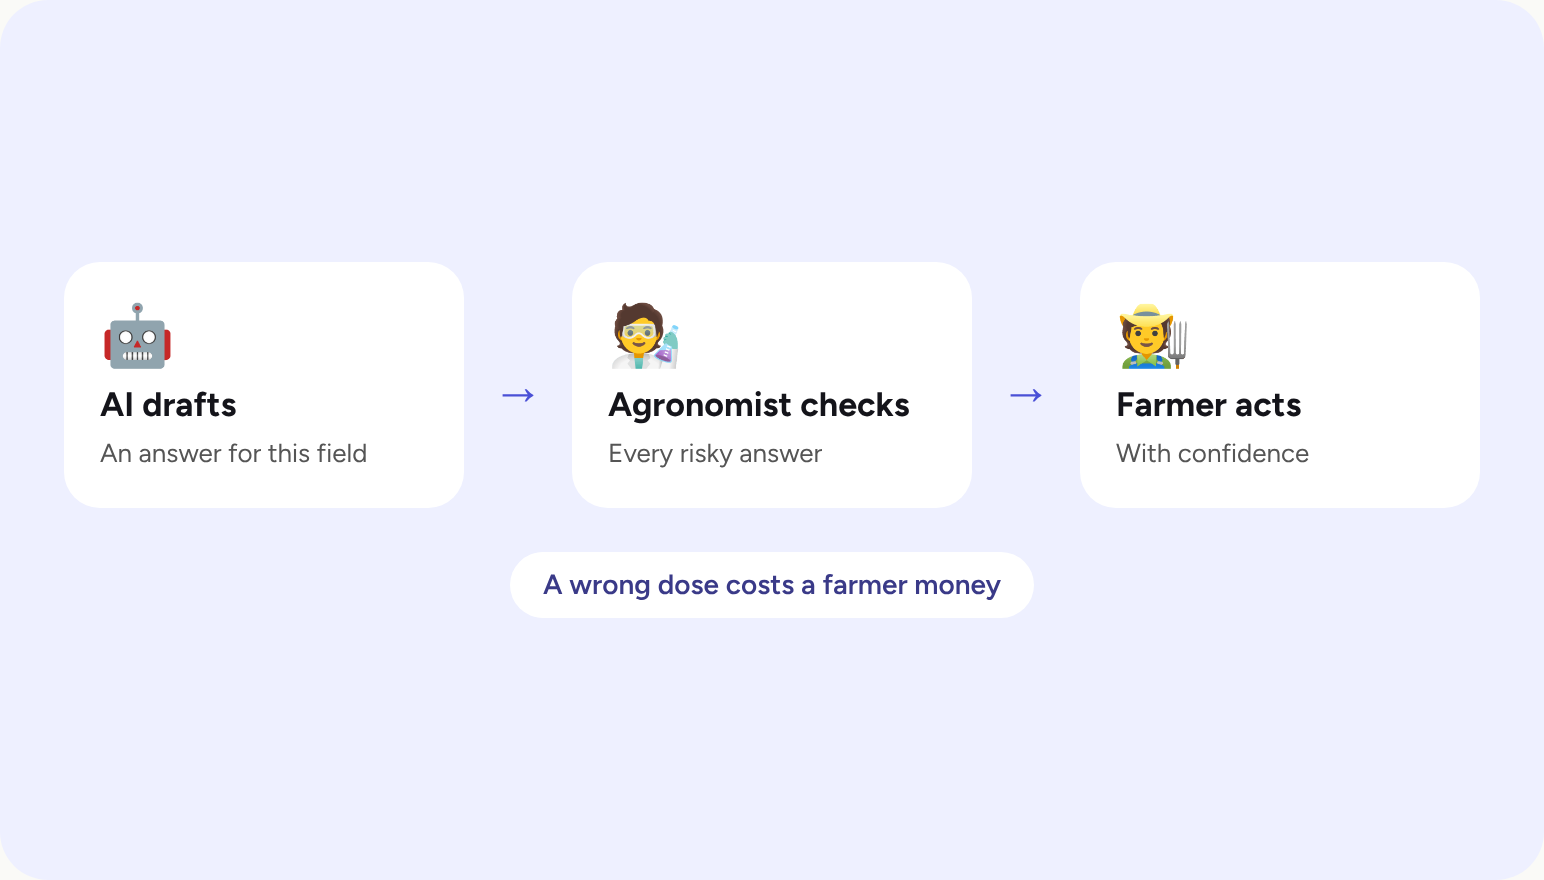 AI drafts
An answer for this field
→
Agronomist checks
Every risky answer
→
Farmer acts
With confidence
A wrong dose costs a farmer money